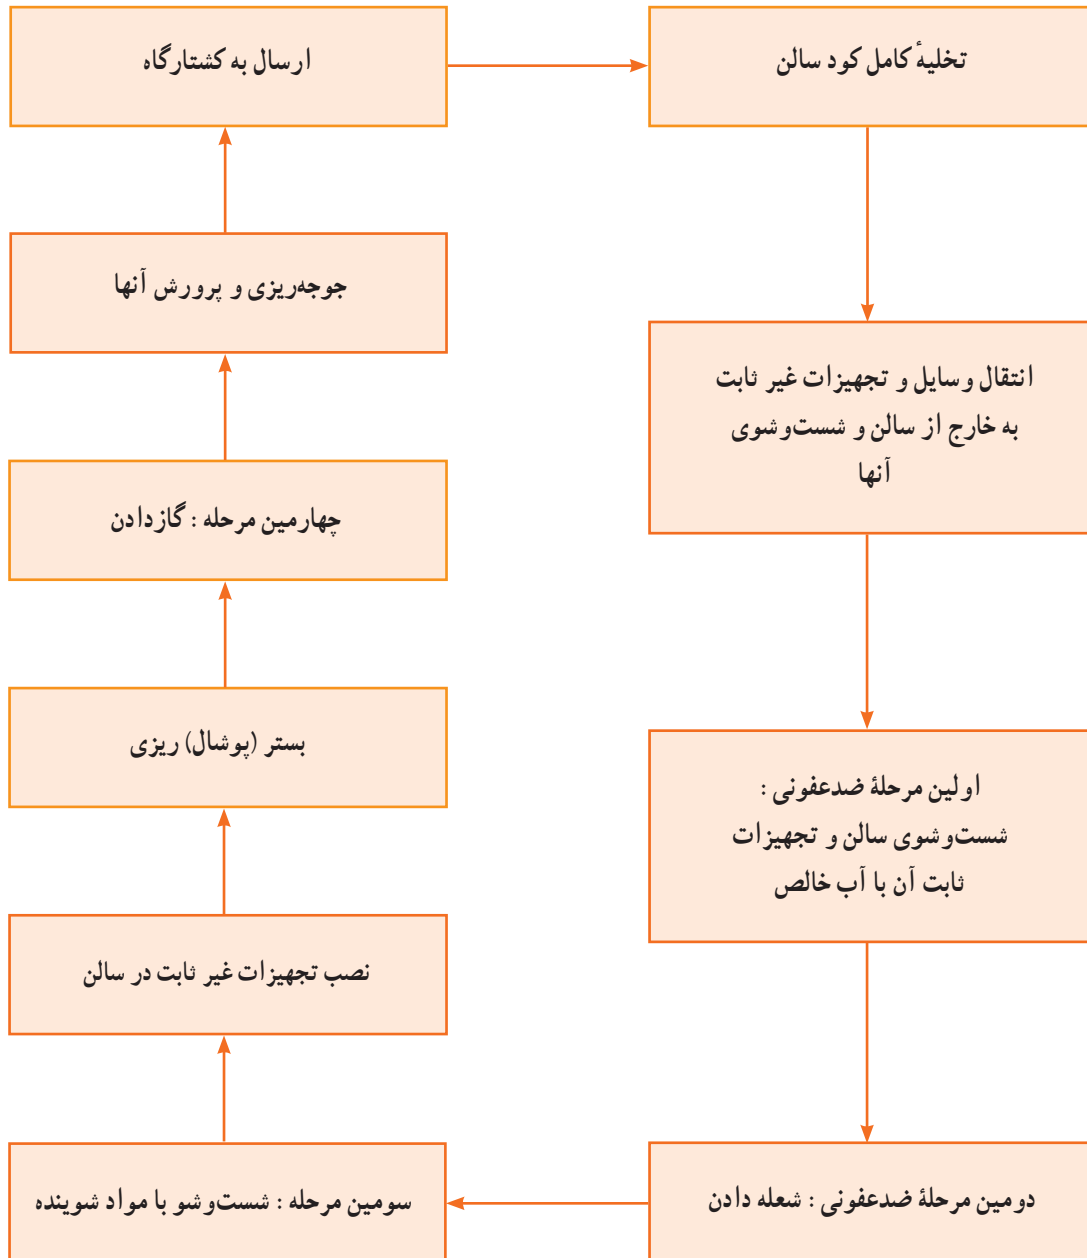 تخلیهٔ کامل کود سالن
انتقال وسایل و تجهیزات غیر ثابت
به خارج از سالن و شست‌وشوی
آنها
اولین مرحلهٔ ضدعفونی :
شست‌وشوی سالن و تجهیزات
ثابت آن با آب خالص
دومین مرحلهٔ ضدعفونی : شعله دادن
سومین مرحله : شست‌وشو با مواد شوینده
نصب تجهیزات غیر ثابت در سالن
بستر (پوشال) ریزی
چهارمین مرحله : گازدادن
جوجه‌ریزی و پرورش آنها
ارسال به کشتارگاه